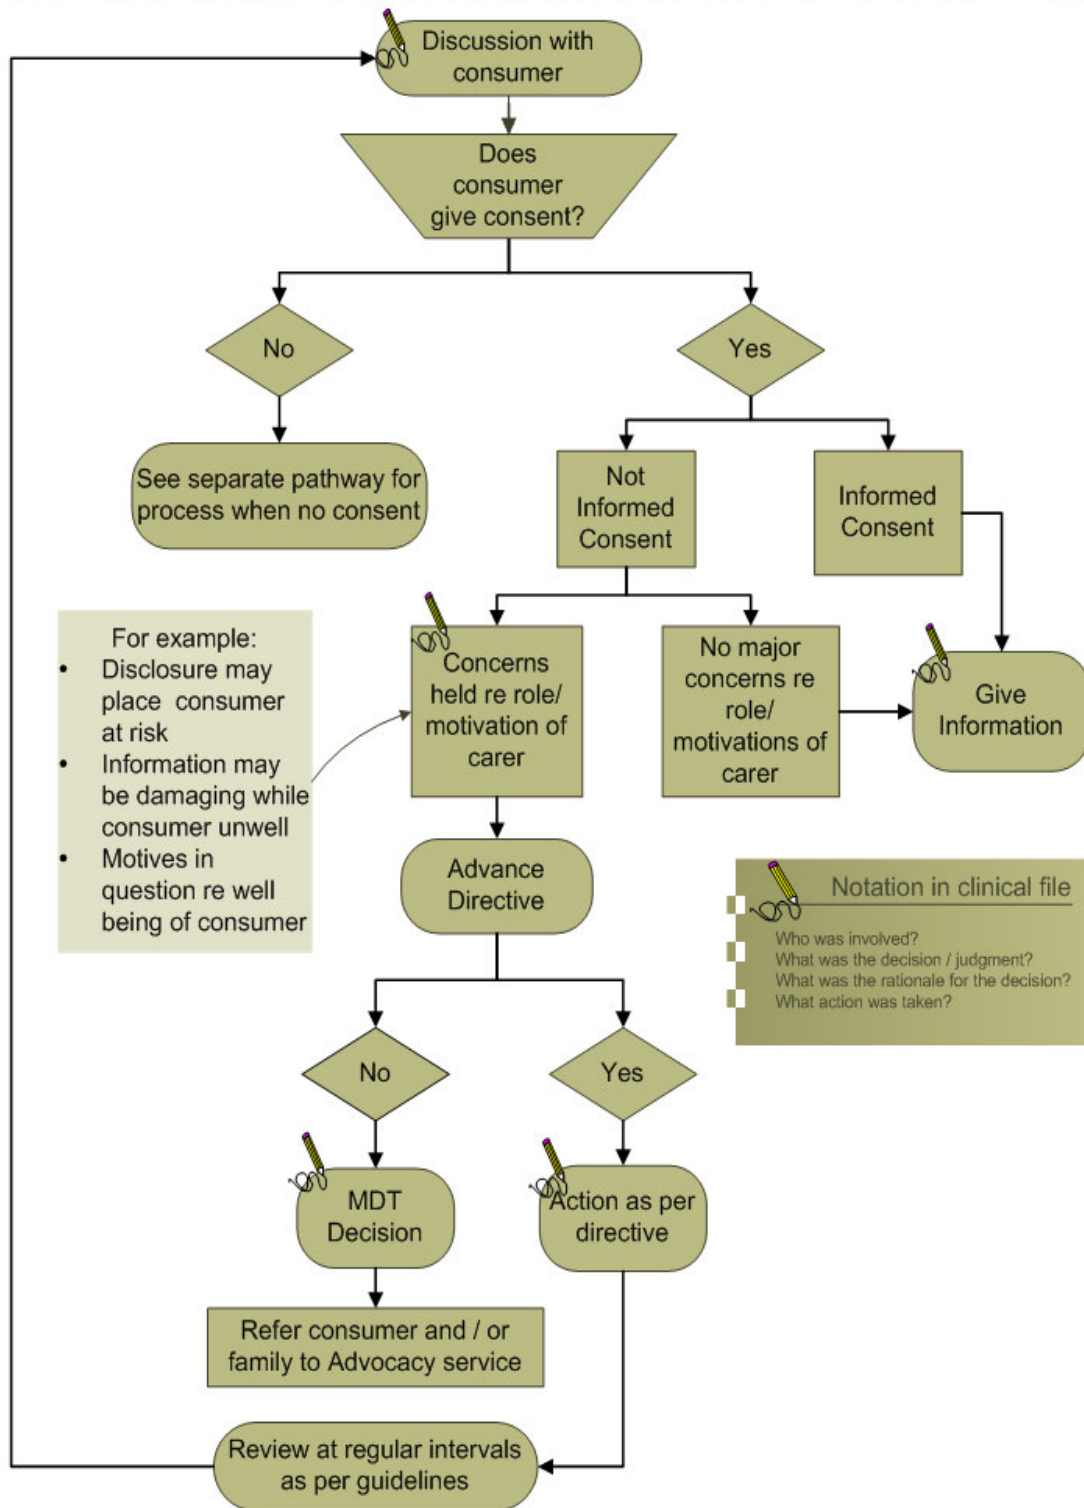 Discussion with
consumer
Does
consumer
give consent?
No
Yes
See separate pathway for
process when no consent
Not
Informed
Consent
Informed
Consent
For example:
• Disclosure may
place consumer
at risk
• Information may
be damaging while
consumer unwell
• Motives in
question re well
being of consumer
Concerns
held re role/
motivation of
carer
No major
concerns re
role/
motivations of
carer
Give
Information
Advance
Directive
Notation in clinical file
Who was involved?
What was the decision / judgment?
What was the rationale for the decision?
What action was taken?
No
Yes
MDT
Decision
Action as per
directive
Refer consumer and / or
family to Advocacy service
Review at regular intervals
as per guidelines